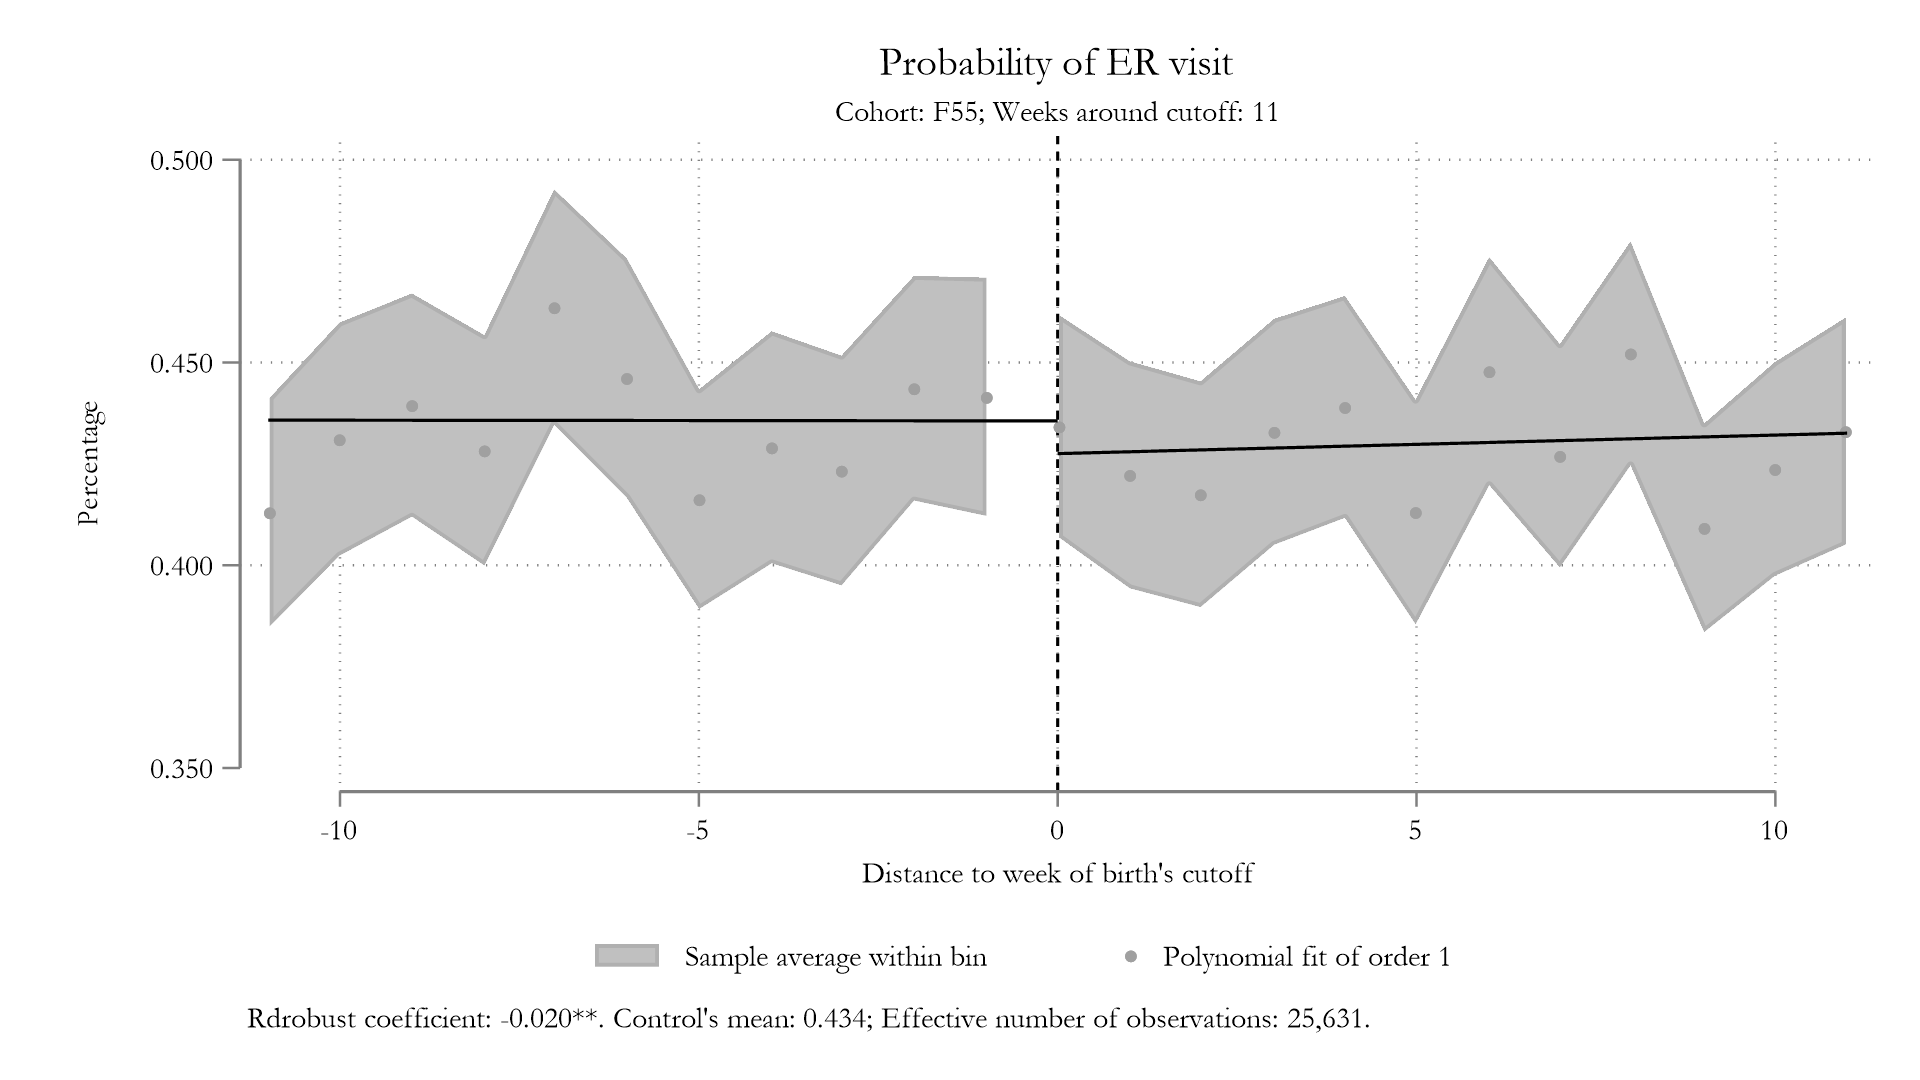 Probability of ER visit
Cohort: F55; Weeks around cutoff: 11
0.500
0.450
0.400
0.350
Percentage
-10 -5 0 5 10
Distance to week of birth's cutoff
Sample average within bin Polynomial fit of order 1
Rdrobust coefficient: -0.020**. Control's mean: 0.434; Effective number of observations: 25,631.